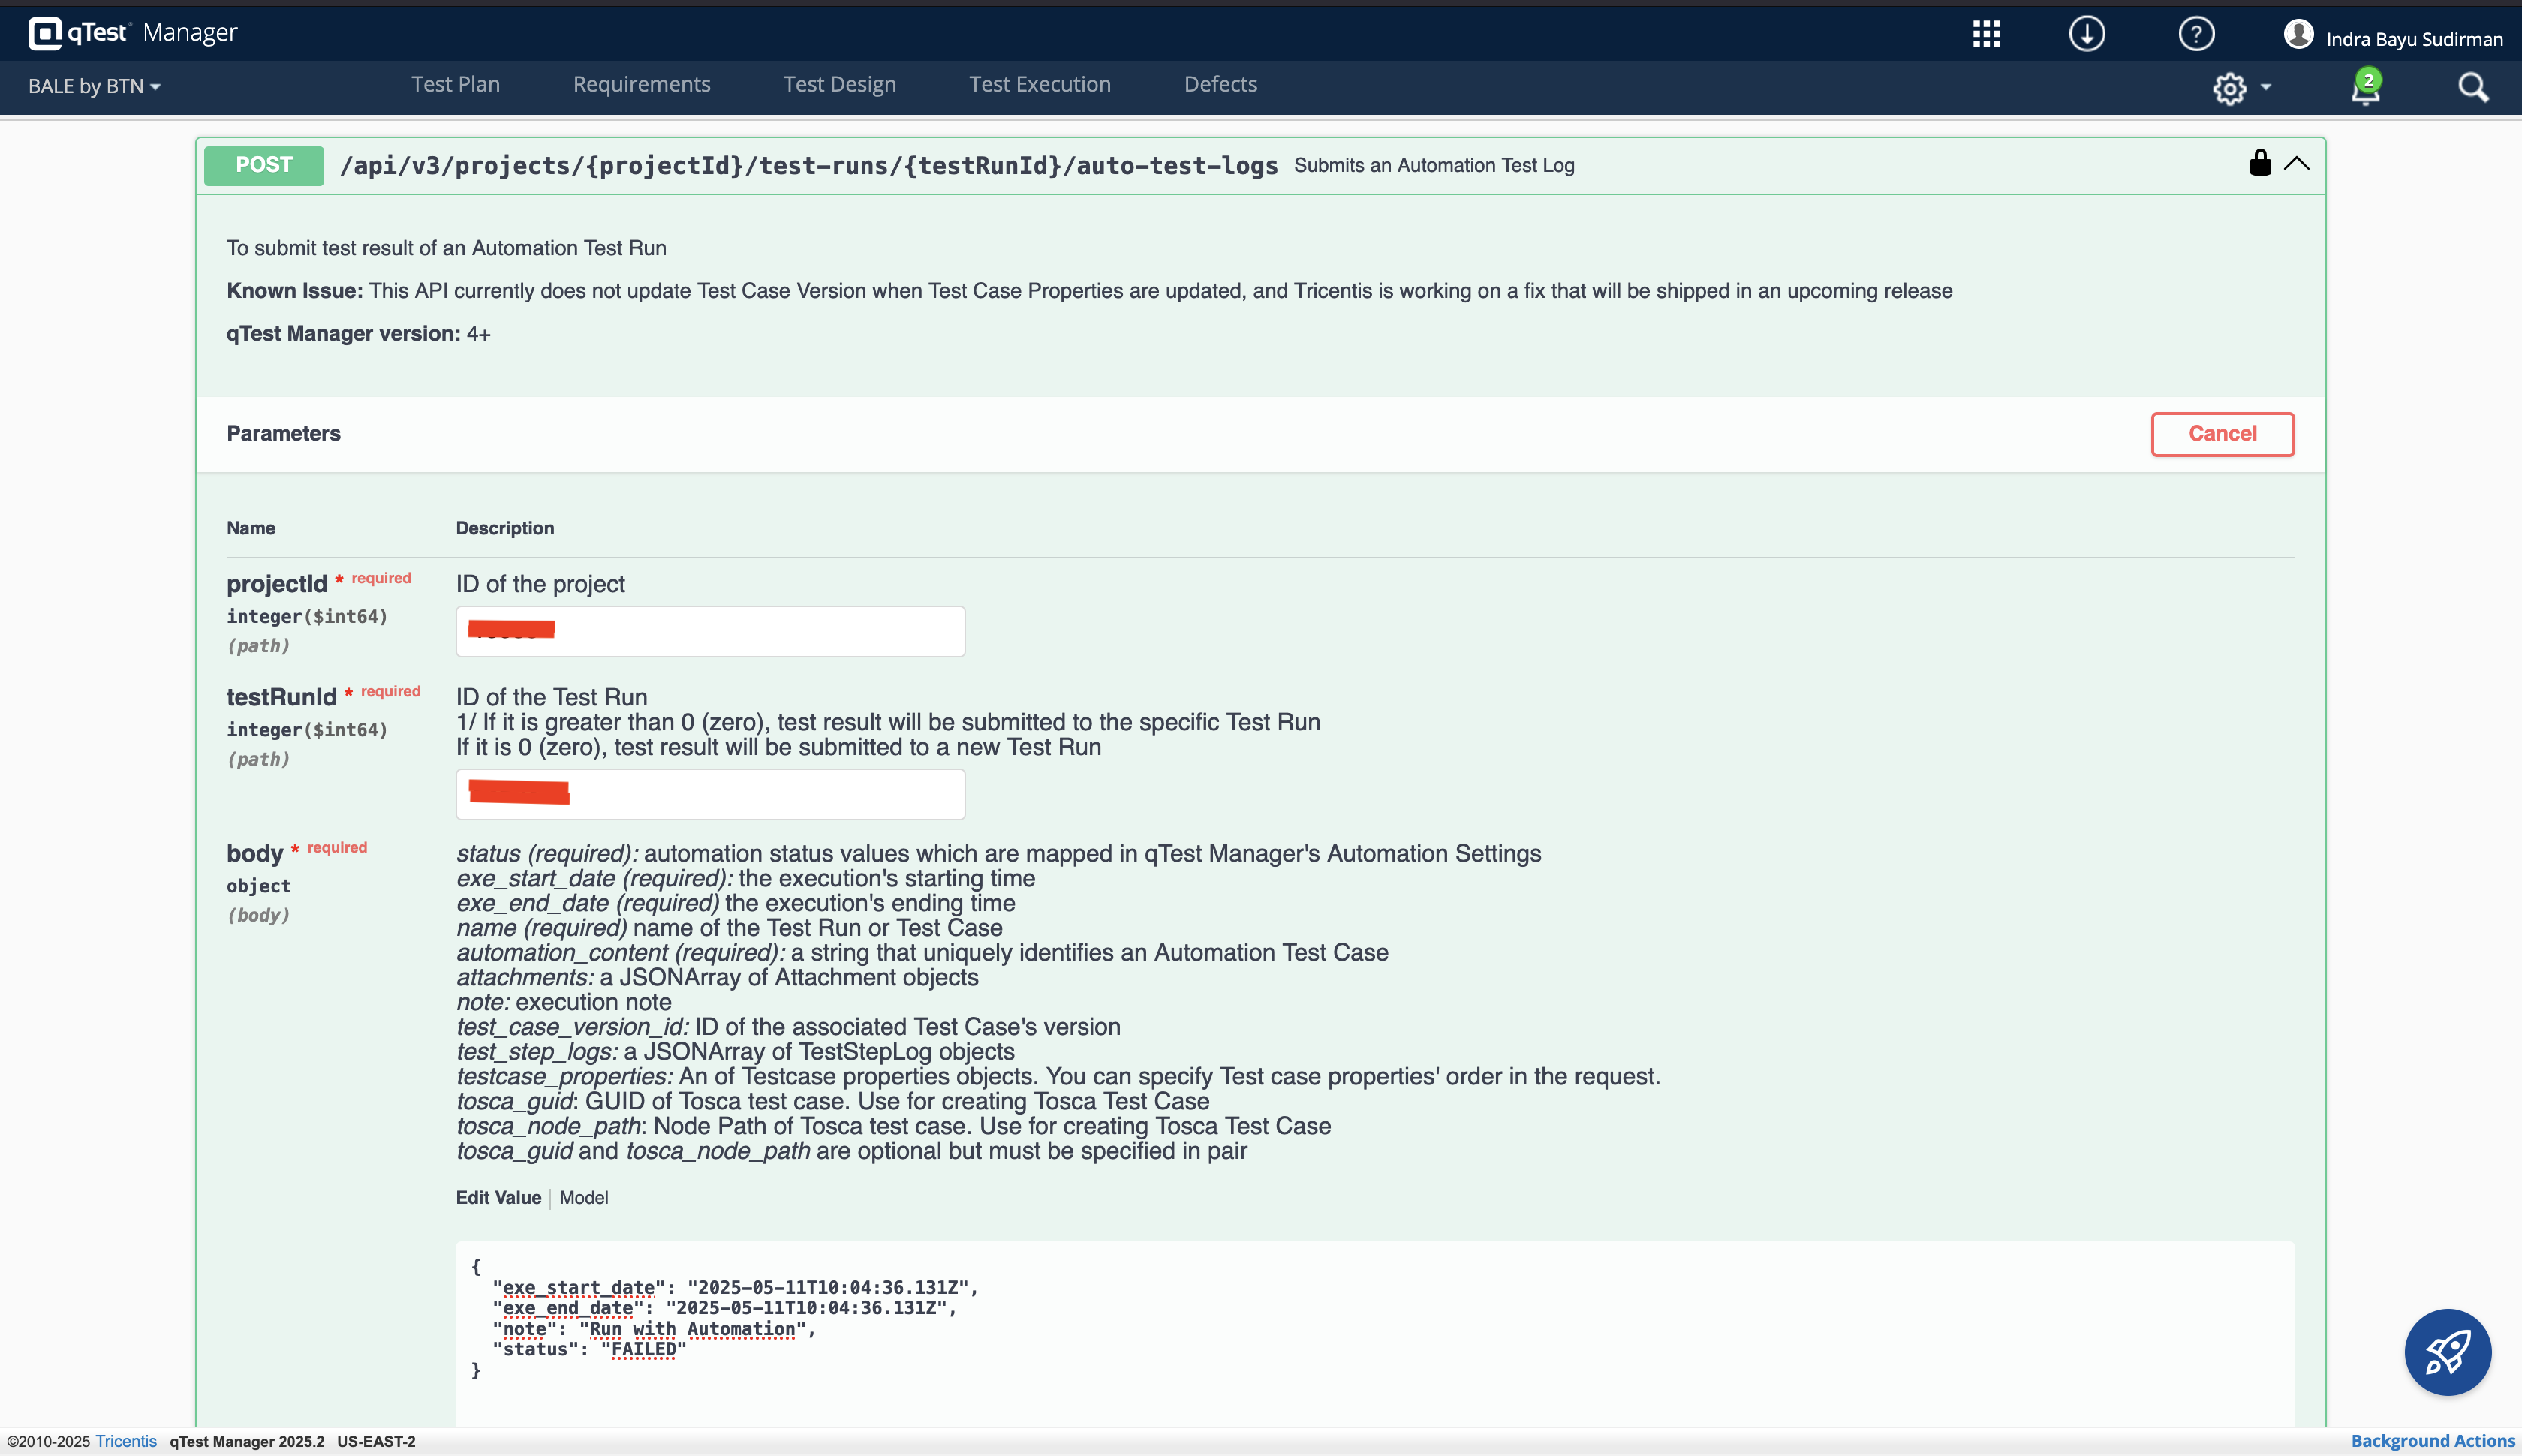 qTest Manager
Indra Bayu Sudirman
BALE by BTN
Test Plan
Requirements
Test Design
Test Execution
Defects
2
POST /api/v3/projects/{projectId}/test-runs/{testRunId}/auto-test-logs Submits an Automation Test Log
To submit test result of an Automation Test Run
Known Issue: This API currently does not update Test Case Version when Test Case Properties are updated, and Tricentis is working on a fix that will be shipped in an upcoming release
qTest Manager version: 4+
Parameters
Cancel
Name
Description
projectId * required
integer($int64)
(path)
ID of the project
testRunId * required
integer($int64)
(path)
ID of the Test Run
1/ If it is greater than 0 (zero), test result will be submitted to the specific Test Run
If it is 0 (zero), test result will be submitted to a new Test Run
body * required
object
(body)
status (required): automation status values which are mapped in qTest Manager's Automation Settings
exe_start_date (required): the execution's starting time
exe_end_date (required) the execution's ending time
name (required) name of the Test Run or Test Case
automation_content (required): a string that uniquely identifies an Automation Test Case
attachments: a JSONArray of Attachment objects
note: execution note
test_case_version_id: ID of the associated Test Case's version
test_step_logs: a JSONArray of TestStepLog objects
testcase_properties: An of Testcase properties objects. You can specify Test case properties' order in the request.
tosca_guid: GUID of Tosca test case. Use for creating Tosca Test Case
tosca_node_path: Node Path of Tosca test case. Use for creating Tosca Test Case
tosca_guid and tosca_node_path are optional but must be specified in pair
Edit Value | Model
{
"exe_start_date": "2025-05-11T10:04:36.131Z",
"exe_end_date": "2025-05-11T10:04:36.131Z",
"note": "Run with Automation",
"status": "FAILED"
}
©2010-2025 Tricentis qTest Manager 2025.2 US-EAST-2
Background Actions